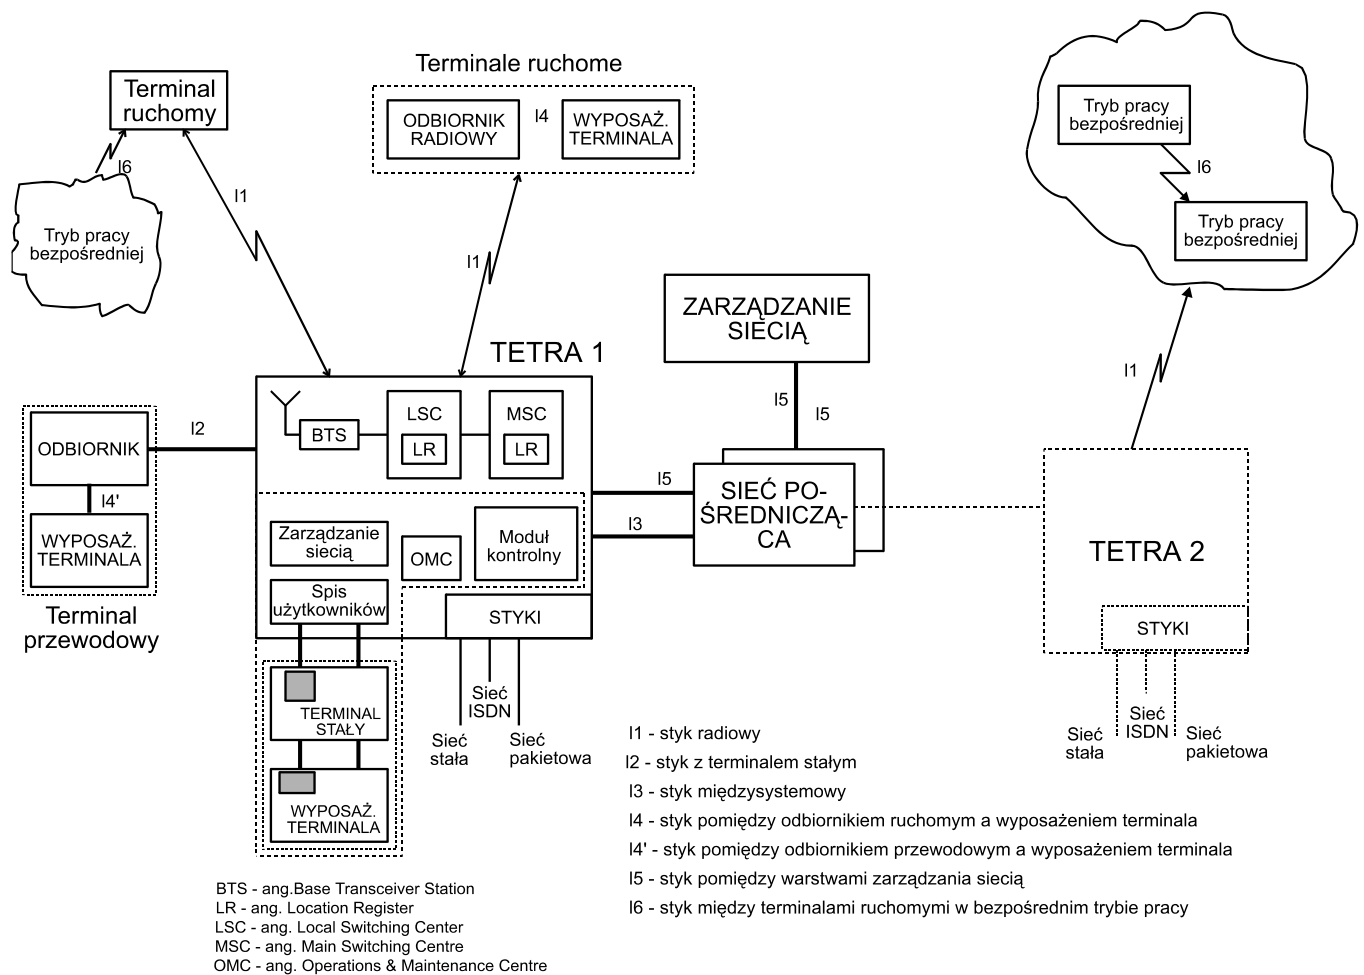 Terminale ruchome
Terminal
ruchomy
I6
Tryb pracy
bezpośredniej
I1
ODBIORNIK
RADIOWY
I4
WYPOSAŻ.
TERMINALA
I1
Tryb pracy
bezpośredniej
I6
Tryb pracy
bezpośredniej
I1
ZARZĄDZANIE
SIECIĄ
I5
I5
TETRA 1
BTS
LSC
LR
MSC
LR
ODBIORNIK
I2
I4'
WYPOSAŻ.
TERMINALA
Terminal
przewodowy
I5
I3
SIEĆ PO-
ŚREDNICZĄ-
CA
TETRA 2
STYKI
Sieć
stała
Sieć
ISDN
Sieć
pakietowa
Zarządzanie
siecią
OMC
Moduł
kontrolny
Spis
użytkowników
STYKI
TERMINAL
STAŁY
WYPOSAŻ.
TERMINALA
Sieć
stała
Sieć
ISDN
Sieć
pakietowa
I1 - styk radiowy
I2 - styk z terminalem stałym
I3 - styk międzysystemowy
I4 - styk pomiędzy odbiornikiem ruchomym a wyposażeniem terminala
I4' - styk pomiędzy odbiornikiem przewodowym a wyposażeniem terminala
I5 - styk pomiędzy warstwami zarządzania siecią
I6 - styk między terminalami ruchomymi w bezpośrednim trybie pracy
BTS - ang.Base Transceiver Station
LR - ang. Location Register
LSC - ang. Local Switching Center
MSC - ang. Main Switching Centre
OMC - ang. Operations & Maintenance Centre